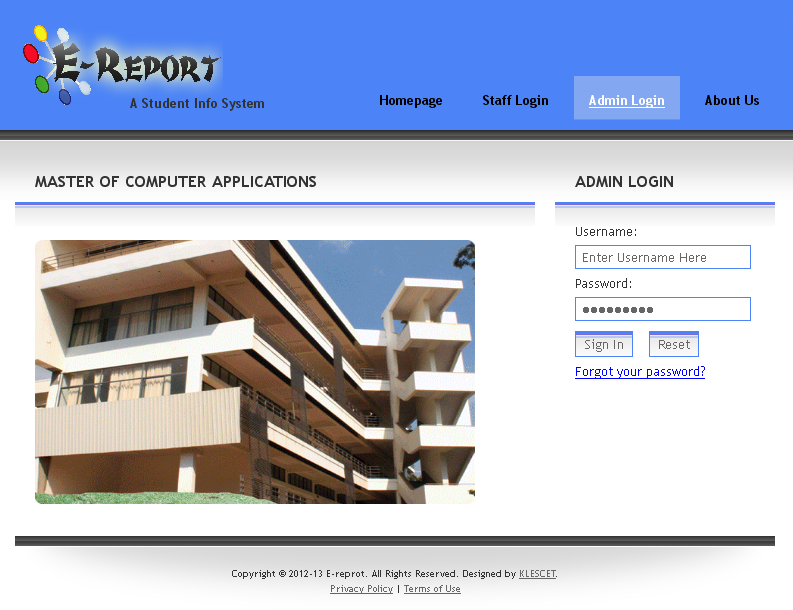 E-Report
A Student Info System
Homepage Staff Login Admin Login About Us
MASTER OF COMPUTER APPLICATIONS
ADMIN LOGIN
Username:
Enter Username Here
Password:
●●●●●●●●●
Sign In Reset
Forgot your password?
Copyright © 2012-13 E-reprot. All Rights Reserved. Designed by KLESCET.
Privacy Policy | Terms of Use